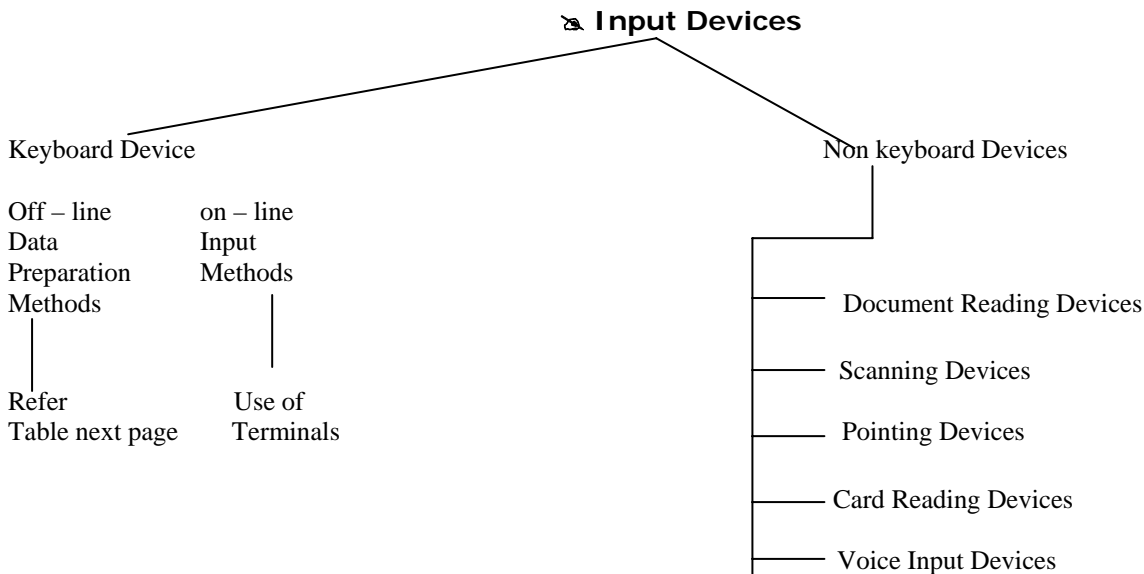 Input Devices
Keyboard Device
Non keyboard Devices
Off – line
Data
Preparation
Methods
on – line
Input
Methods
Refer
Table next page
Use of
Terminals
Document Reading Devices
Scanning Devices
Pointing Devices
Card Reading Devices
Voice Input Devices